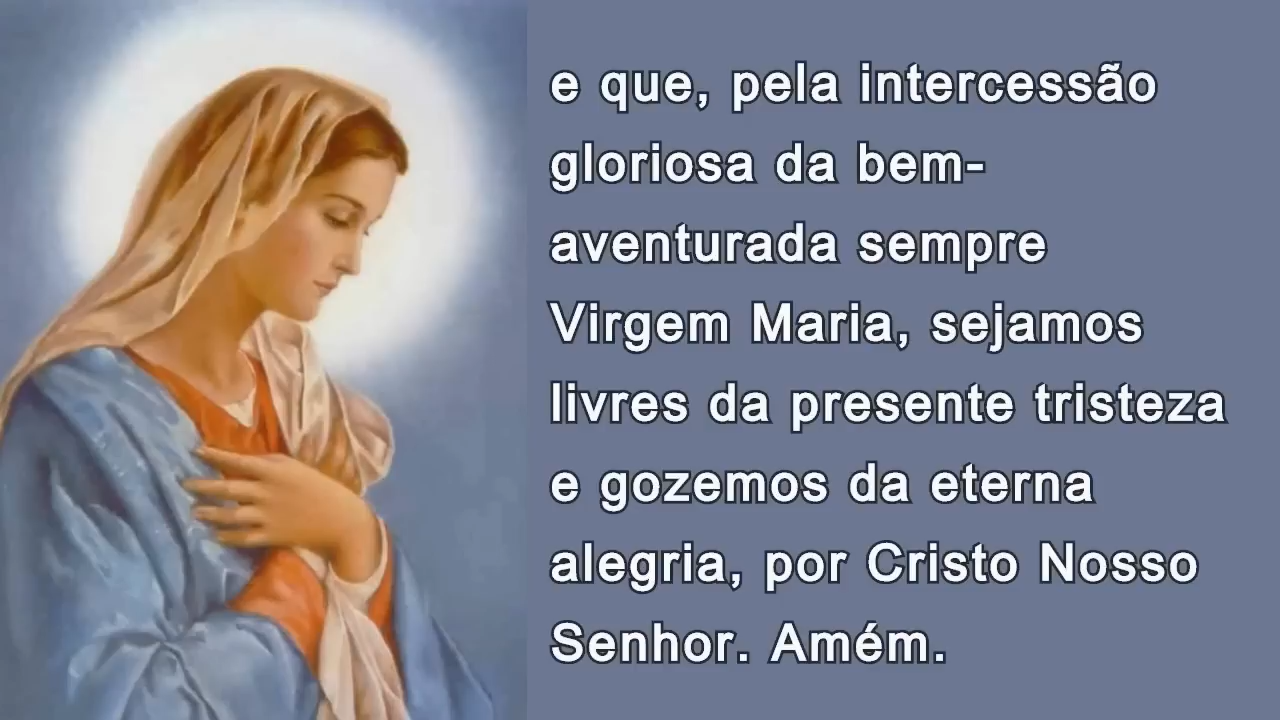 e que, pela intercessão
gloriosa da bem-
aventurada sempre
Virgem Maria, sejamos
livres da presente tristeza
e gozemos da eterna
alegria, por Cristo Nosso
Senhor. Amém.